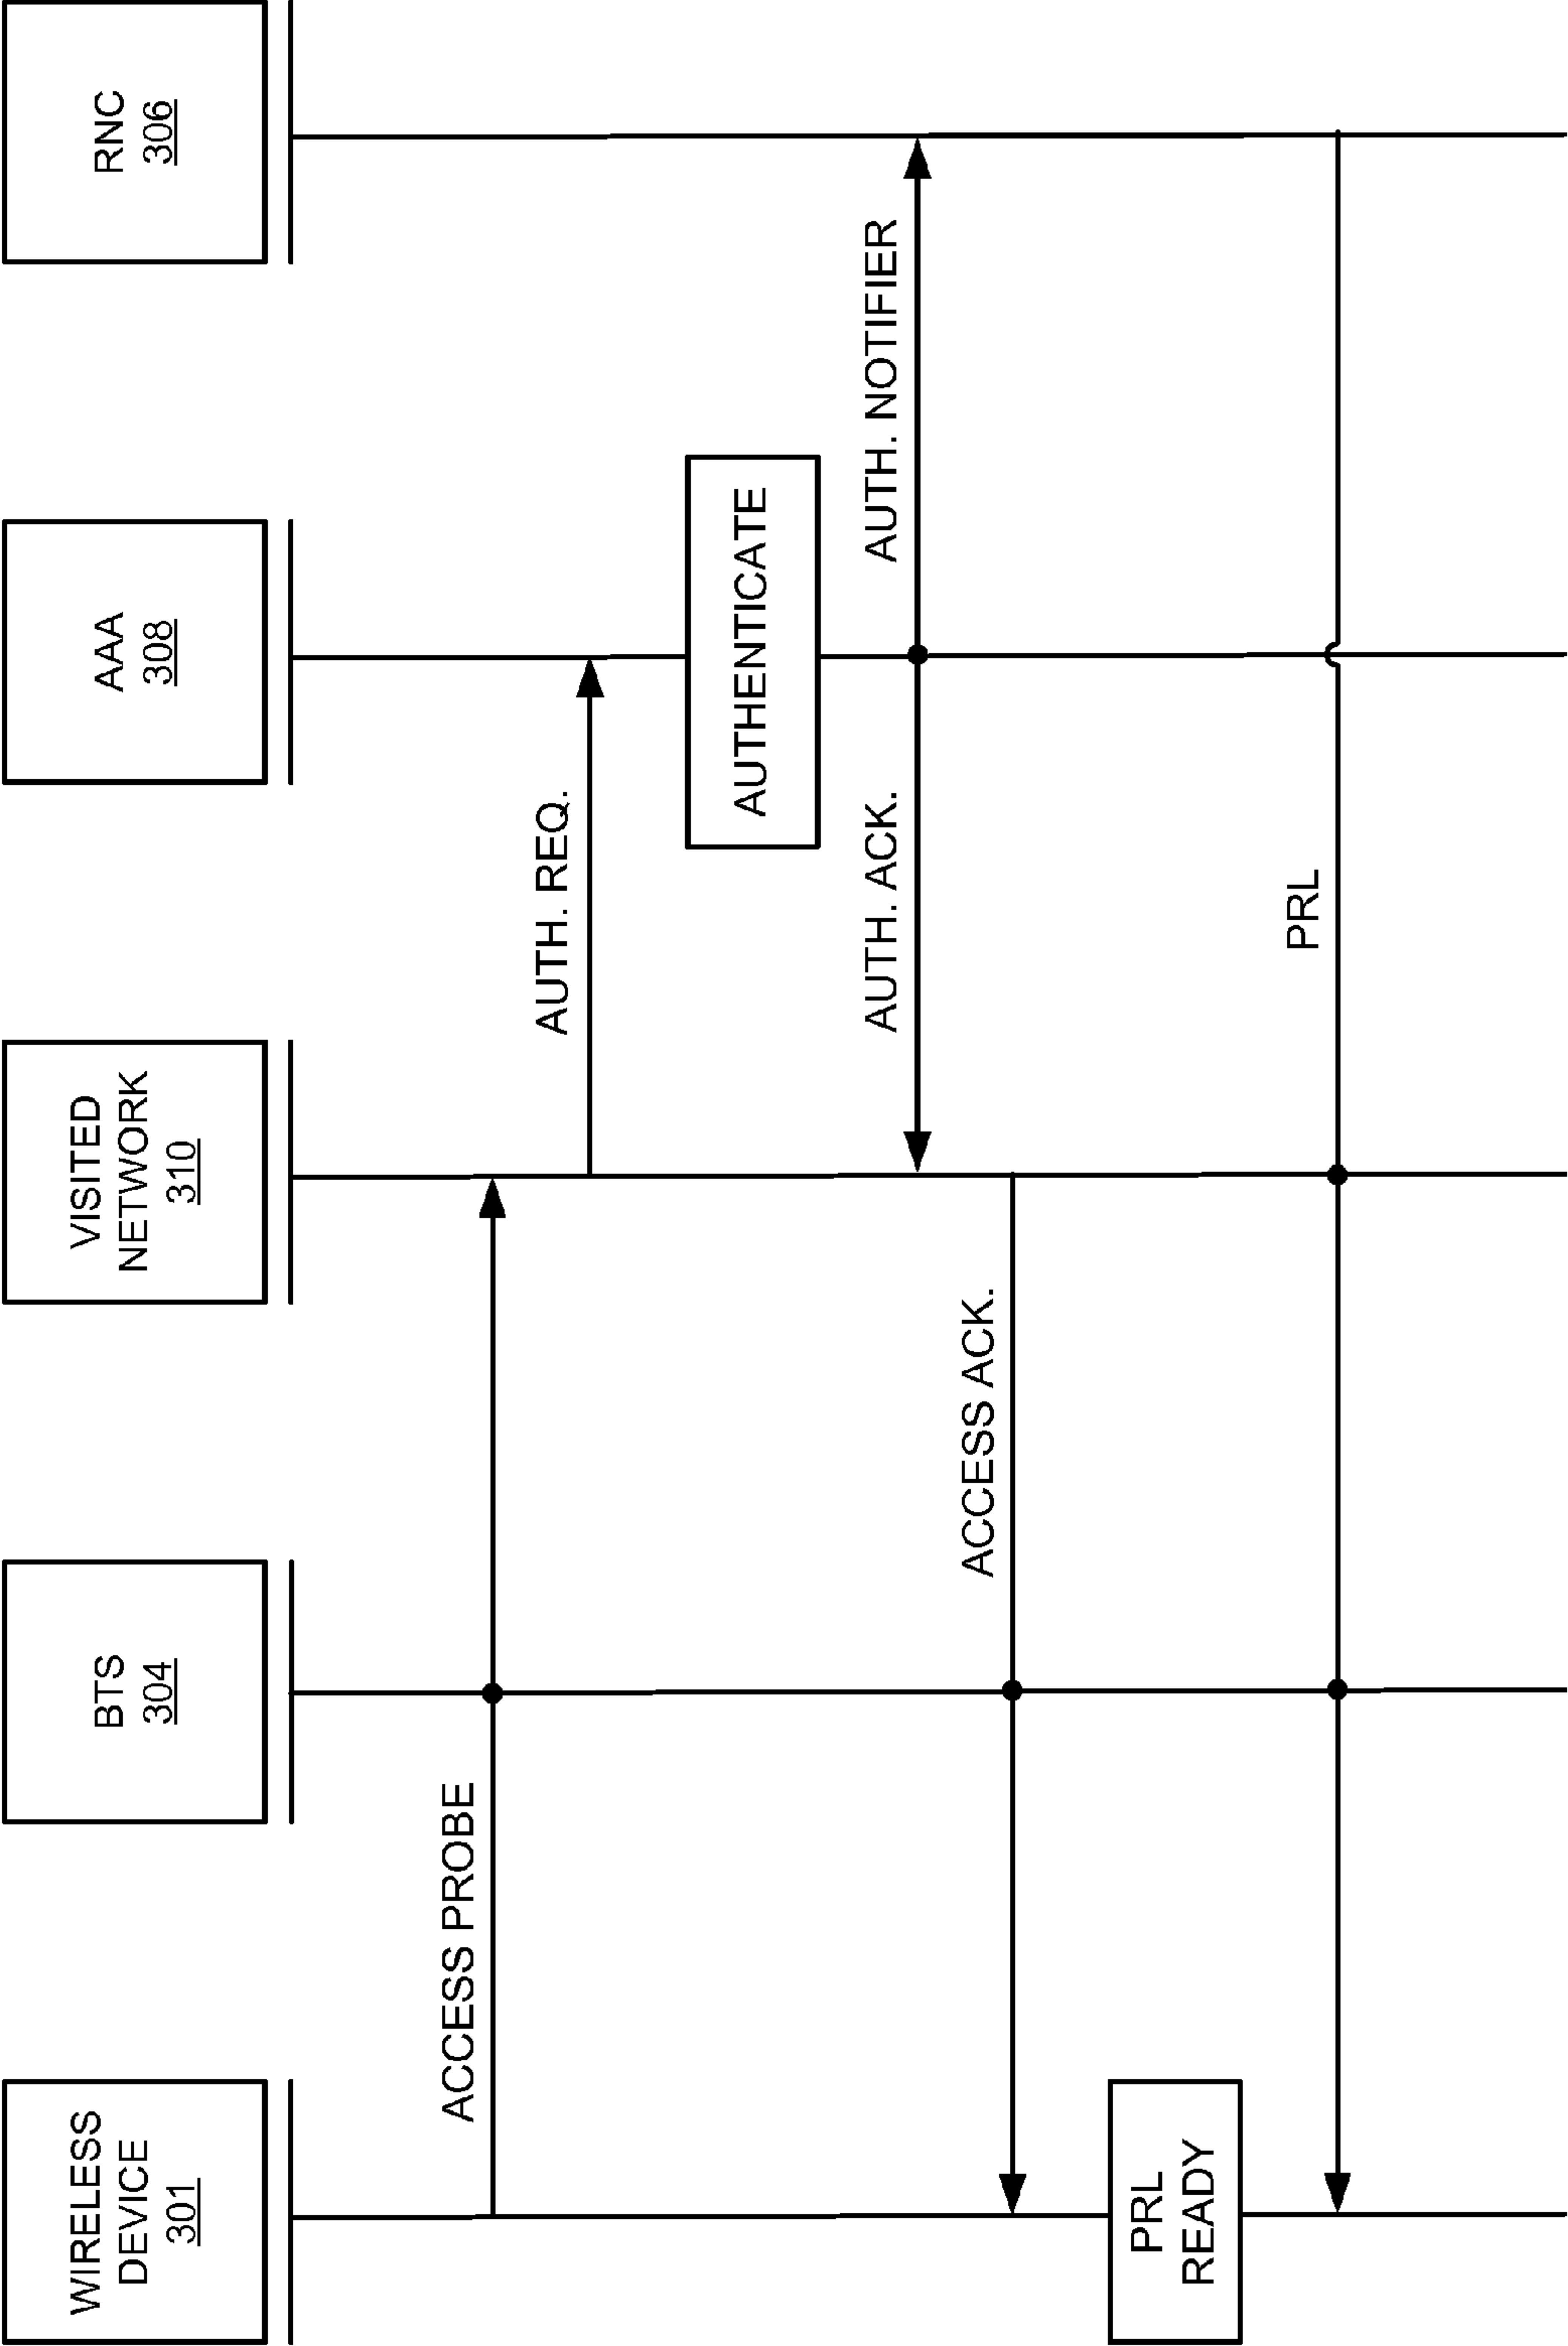 WIRELESS
DEVICE
301
BTS
304
VISITED
NETWORK
310
AAA
308
RNC
306
ACCESS PROBE
AUTH. REQ.
AUTHENTICATE
AUTH. ACK.
AUTH. NOTIFIER
ACCESS ACK.
PRL
READY
PRL